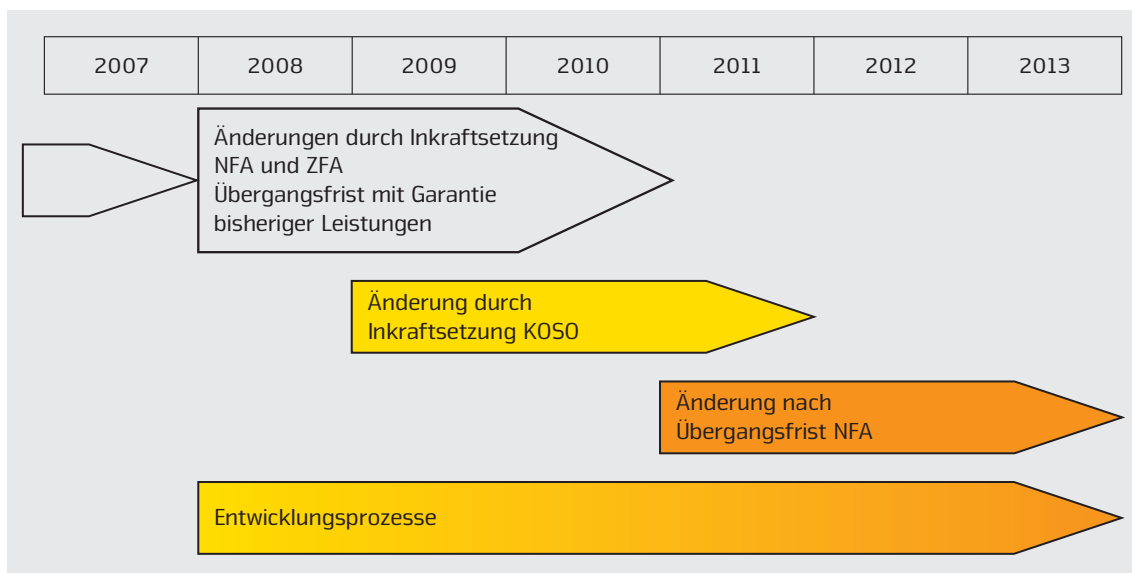 2007 2008 2009 2010 2011 2012 2013
Änderungen durch Inkraftsetzung
NFA und ZFA
Übergangsfrist mit Garantie
bisheriger Leistungen
Änderung durch
Inkraftsetzung KOSO
Änderung nach
Übergangsfrist NFA
Entwicklungsprozesse